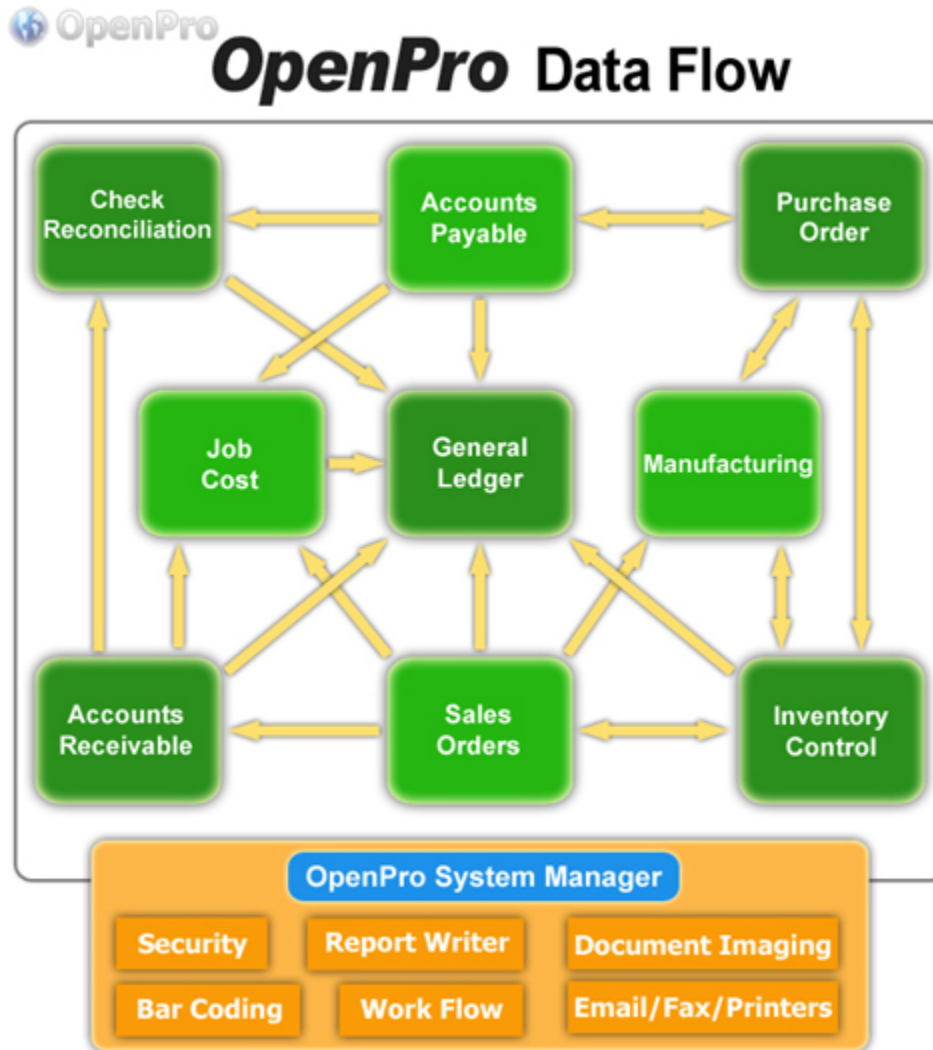 OpenPro
OpenPro Data Flow
Check
Reconciliation
Accounts
Payable
Purchase
Order
Job
Cost
General
Ledger
Manufacturing
Accounts
Receivable
Sales
Orders
Inventory
Control
OpenPro System Manager
Security
Report Writer
Document Imaging
Bar Coding
Work Flow
Email/Fax/Printers